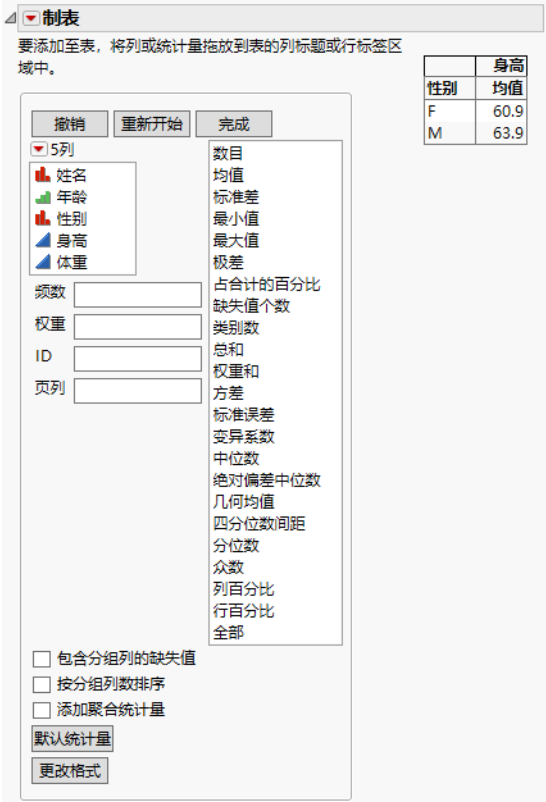 制表
要添加至表，将列或统计量拖放到表的列标题或行标签区
域中。
撤销 重新开始 完成
5列
姓名
年龄
性别
身高
体重
频数
权重
ID
页列
数目
均值
标准差
最小值
最大值
极差
占合计的百分比
缺失值个数
类别数
总和
权重和
方差
标准误差
变异系数
中位数
绝对偏差中位数
几何均值
四分位数间距
分位数
众数
列百分比
行百分比
全部
包含分组列的缺失值
按分组列数排序
添加聚合统计量
默认统计量
更改格式
身高
性别 均值
F 60.9
M 63.9